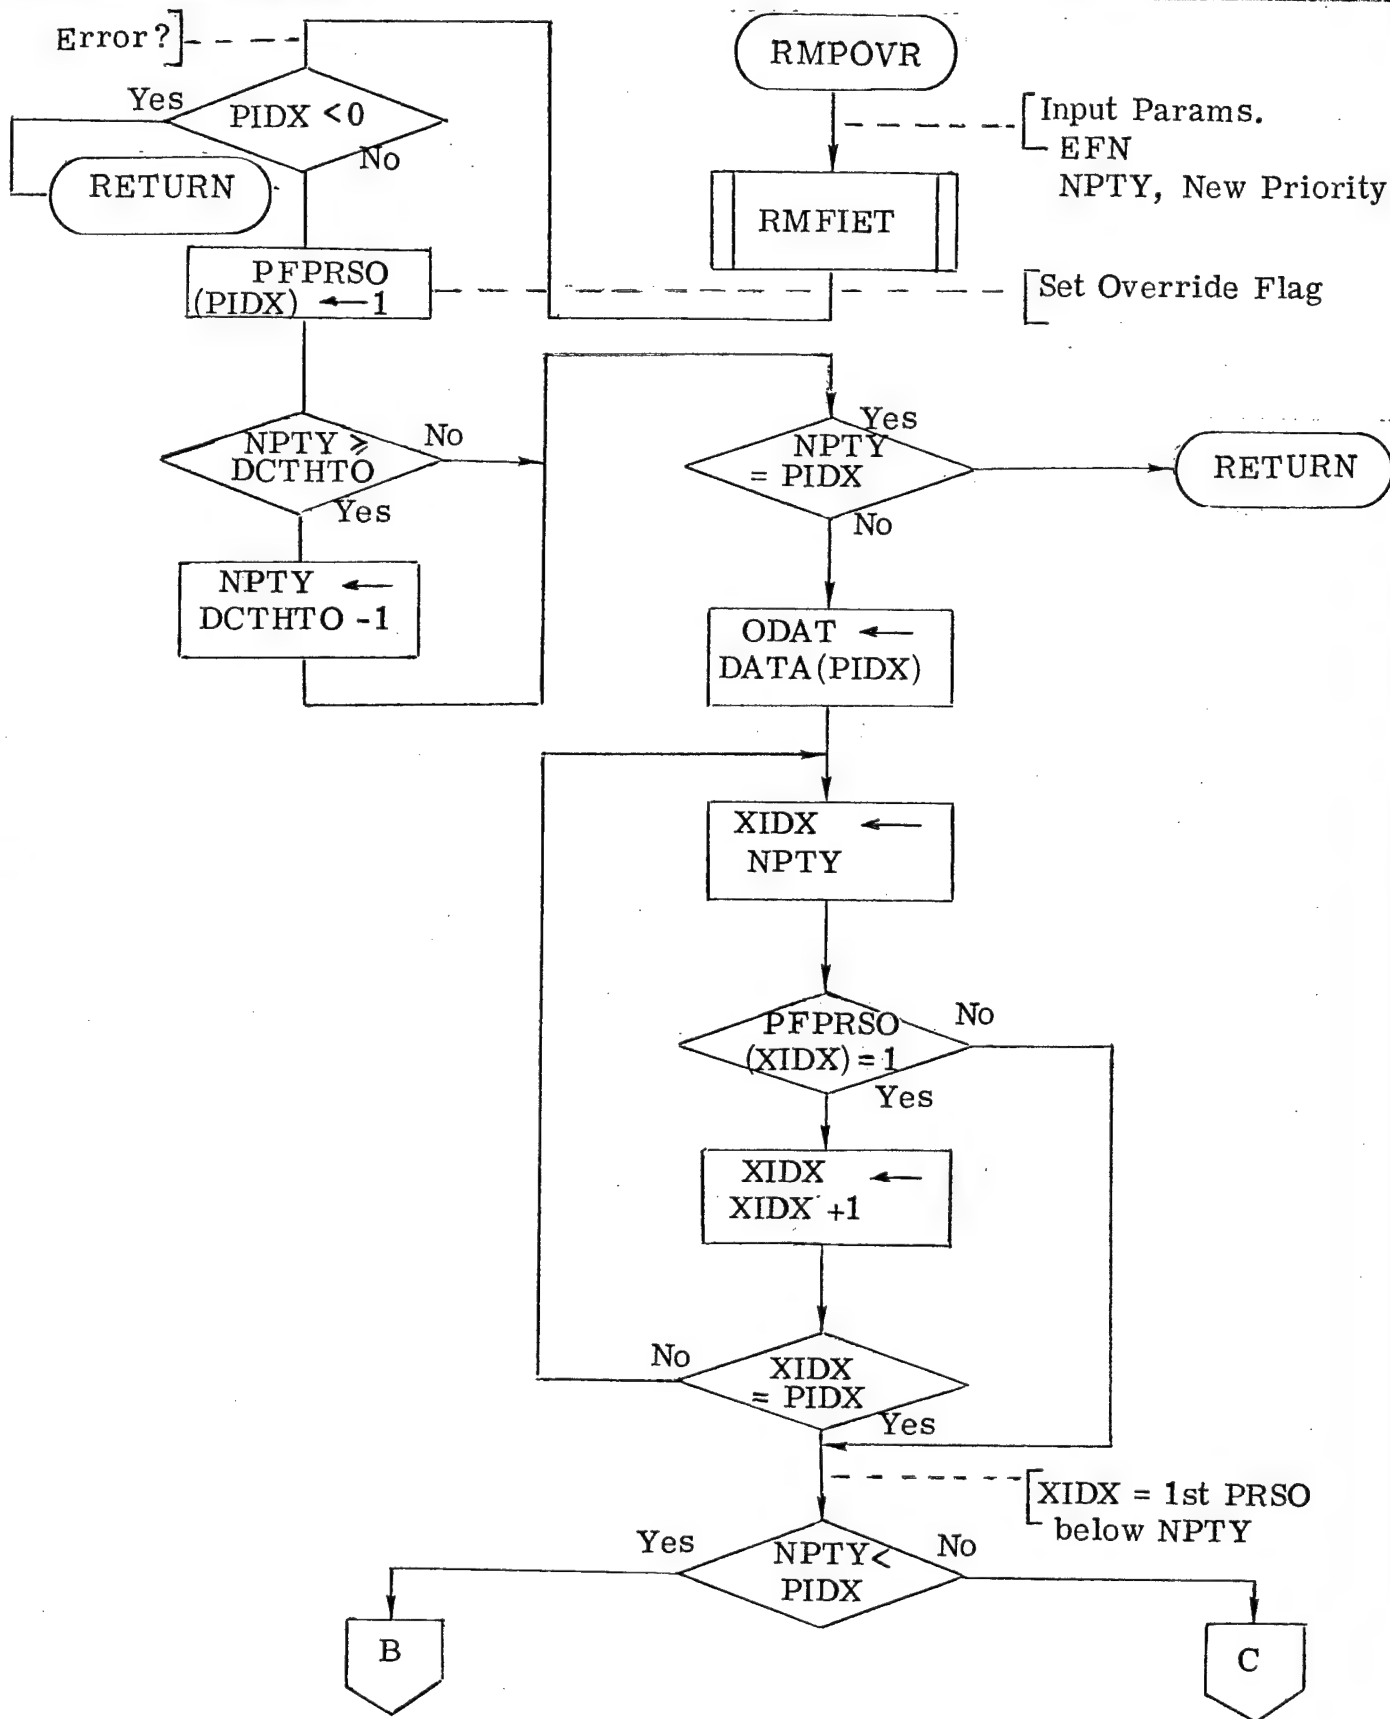 Error?
PIDX <0
Yes
No
RETURN
PFPRSO
(PIDX) ← 1
NPTY ≥
DCTHTO
No
Yes
NPTY ←
DCTHTO -1
RMPOVR
Input Params.
EFN
NPTY, New Priority
RMFIET
Set Override Flag
Yes
NPTY
= PIDX
No
RETURN
ODAT ←
DATA(PIDX)
XIDX ←
NPTY
PFPRSO
(XIDX) = 1
No
Yes
XIDX ←
XIDX +1
No
XIDX
= PIDX
Yes
XIDX = 1st PRSO
below NPTY
Yes
NPTY<
PIDX
No
B
C